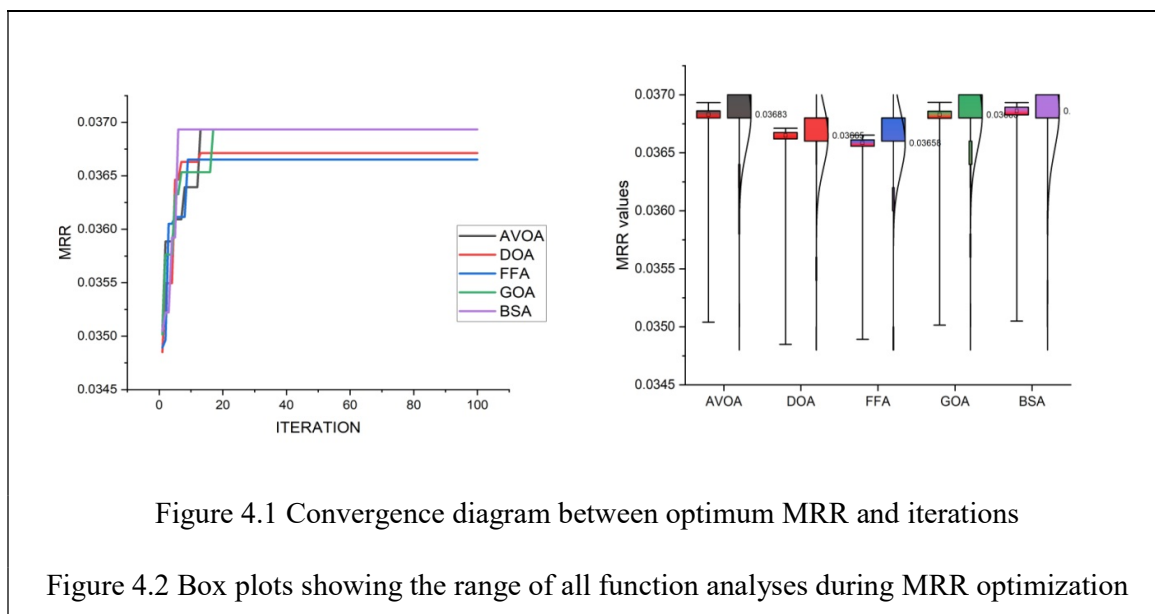 MRR
0.0370
0.0365
0.0360
0.0355
0.0350
0.0345
0 20 40 60 80 100
ITERATION
AVOA
DOA
FFA
GOA
BSA
MRR values
0.0370
0.0365
0.0360
0.0355
0.0350
0.0345
0.03683
0.03665
0.03658
0.
AVOA DOA FFA GOA BSA
Figure 4.1 Convergence diagram between optimum MRR and iterations
Figure 4.2 Box plots showing the range of all function analyses during MRR optimization